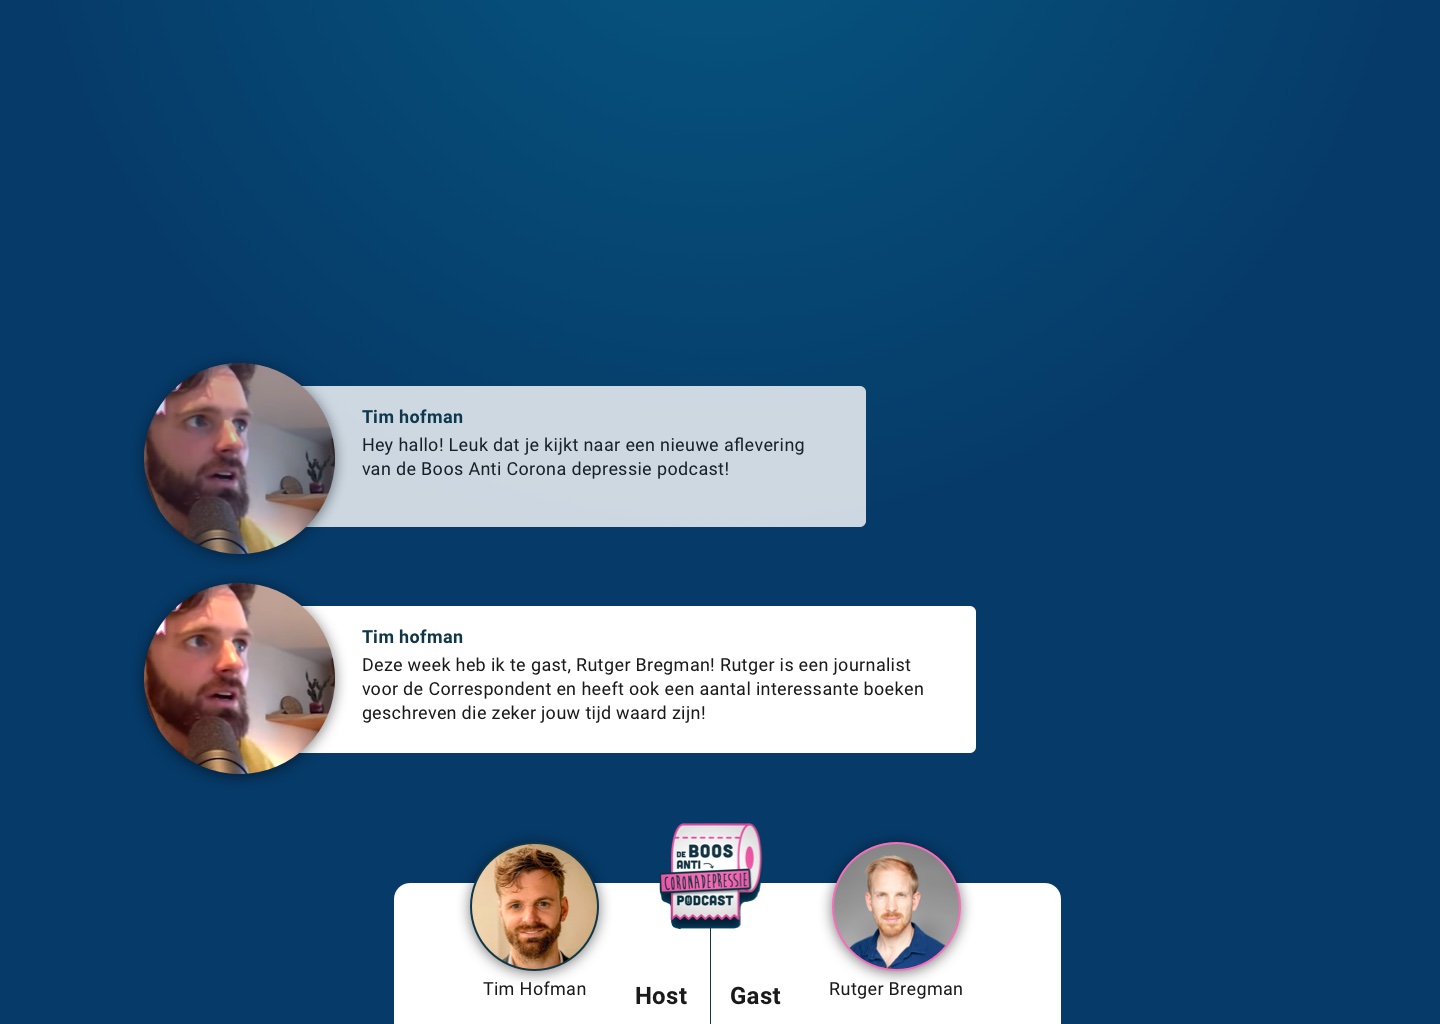 Tim hofman
Hey hallo! Leuk dat je kijkt naar een nieuwe aflevering
van de Boos Anti Corona depressie podcast!
Tim hofman
Deze week heb ik te gast, Rutger Bregman! Rutger is een journalist
voor de Correspondent en heeft ook een aantal interessante boeken
geschreven die zeker jouw tijd waard zijn!
DE BOOS
ANTI
CORONADEPRESSIE
PODCAST
Tim Hofman
Host
Gast
Rutger Bregman